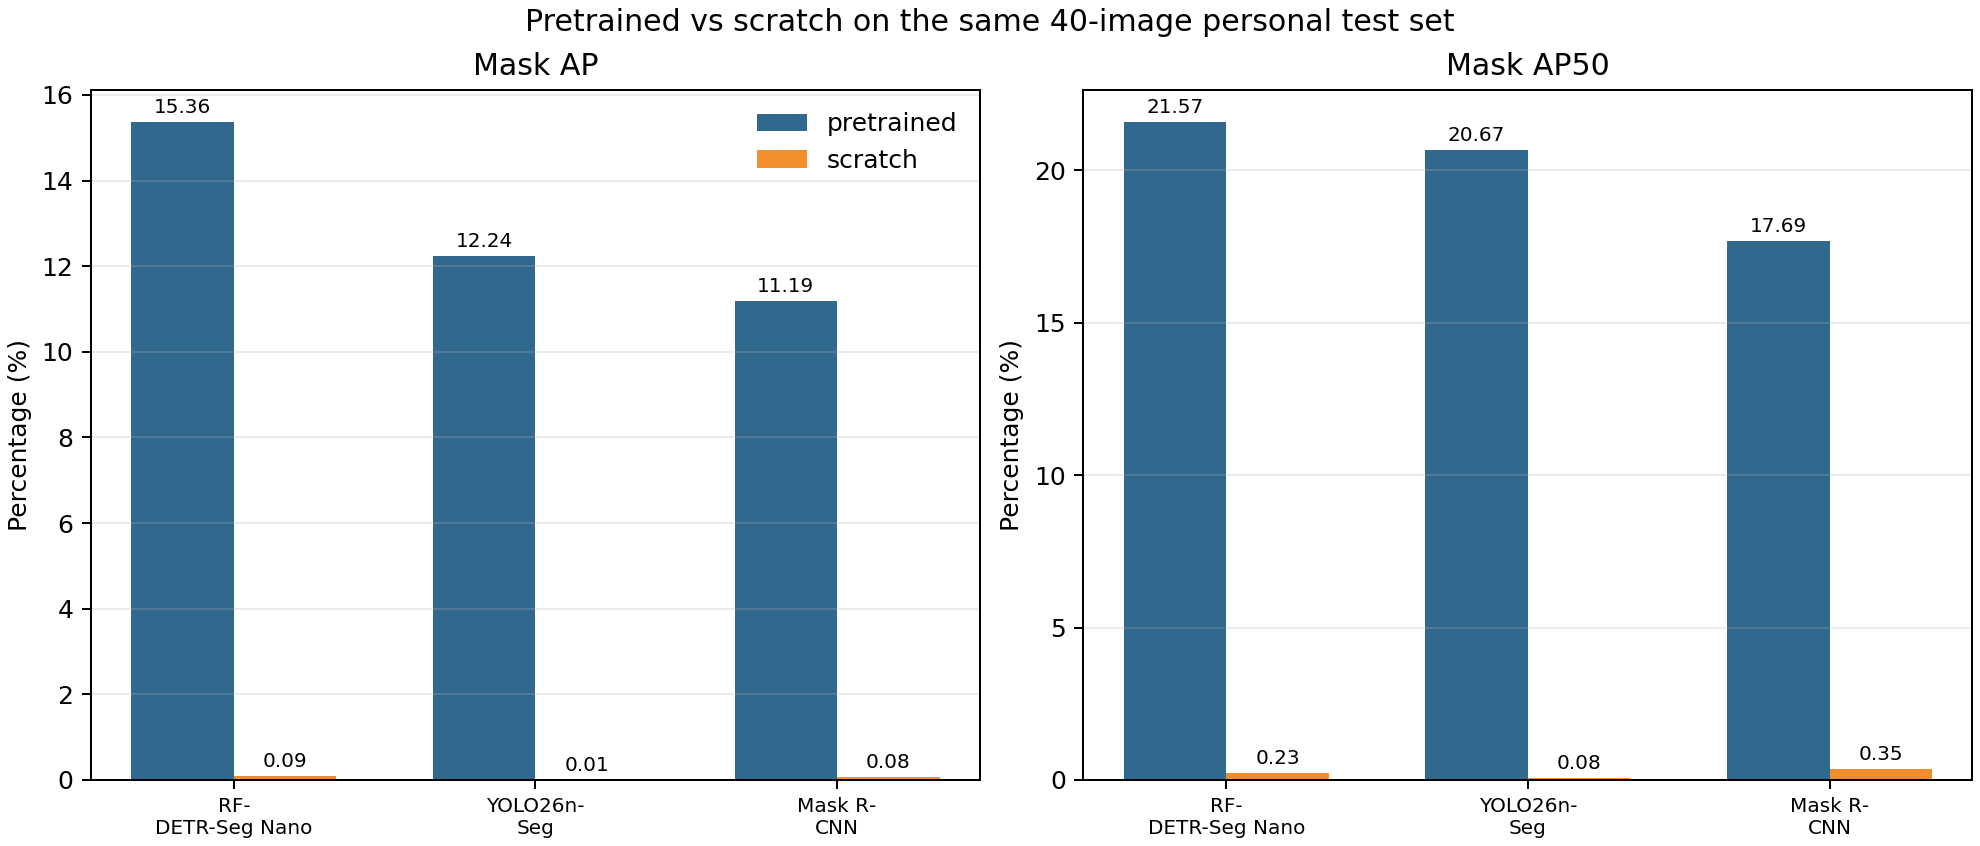 Pretrained vs scratch on the same 40-image personal test set
Mask AP
Percentage (%)
16
14
12
10
8
6
4
2
0
15.36
0.09
12.24
0.01
11.19
0.08
pretrained
scratch
RF-
DETR-Seg Nano
YOLO26n-
Seg
Mask R-
CNN
Mask AP50
Percentage (%)
20
15
10
5
0
21.57
0.23
20.67
0.08
17.69
0.35
RF-
DETR-Seg Nano
YOLO26n-
Seg
Mask R-
CNN